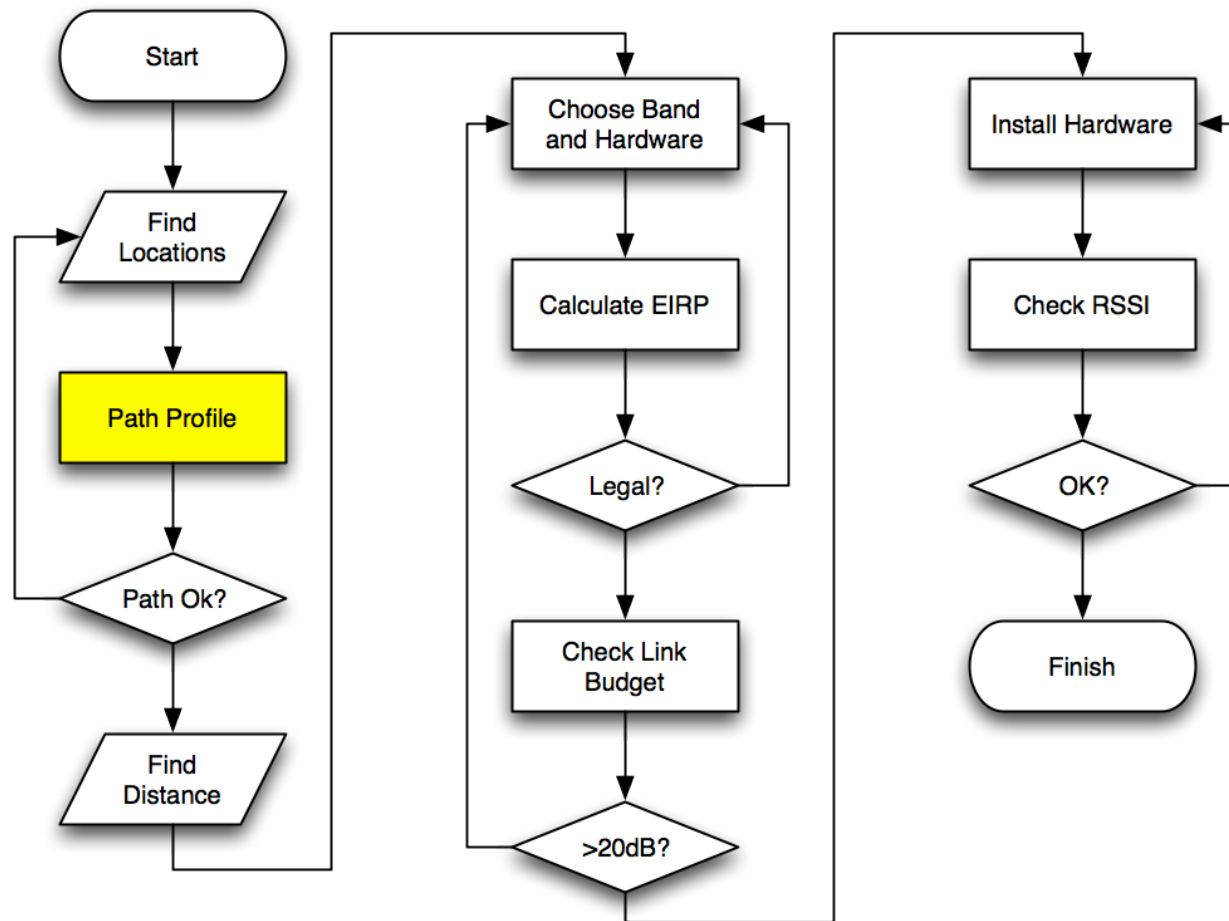 Start
Find
Locations
Path Profile
Path Ok?
Find
Distance
Choose Band
and Hardware
Calculate EIRP
Legal?
Check Link
Budget
>20dB?
Install Hardware
Check RSSI
OK?
Finish